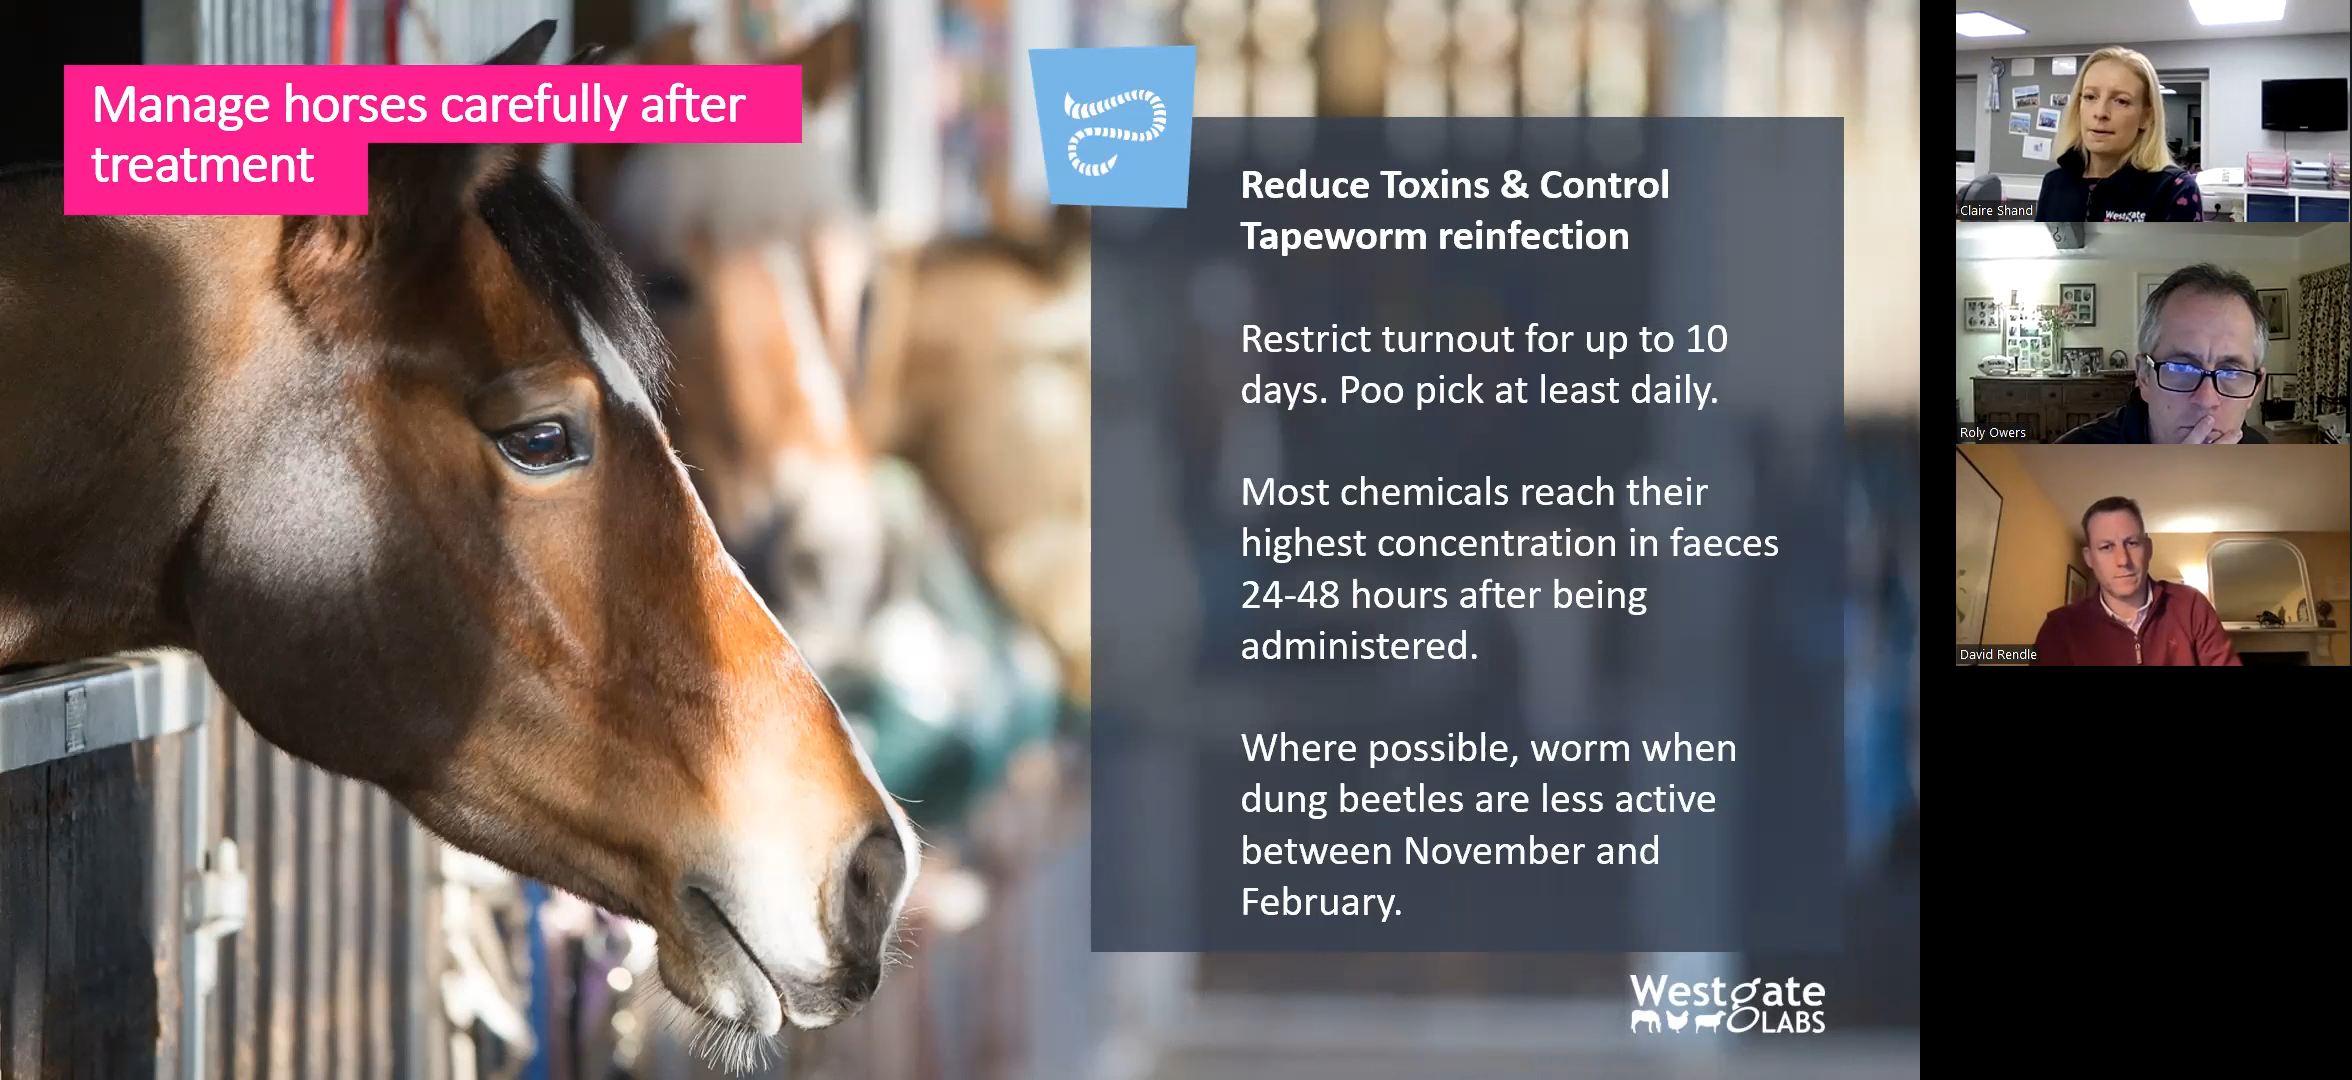 Manage horses carefully after
treatment
Reduce Toxins & Control
Tapeworm reinfection
Restrict turnout for up to 10
days. Poo pick at least daily.
Most chemicals reach their
highest concentration in faeces
24-48 hours after being
administered.
Where possible, worm when
dung beetles are less active
between November and
February.
Westgate
LABS
Westgate
Claire Shand
Roly Owers
David Rendle